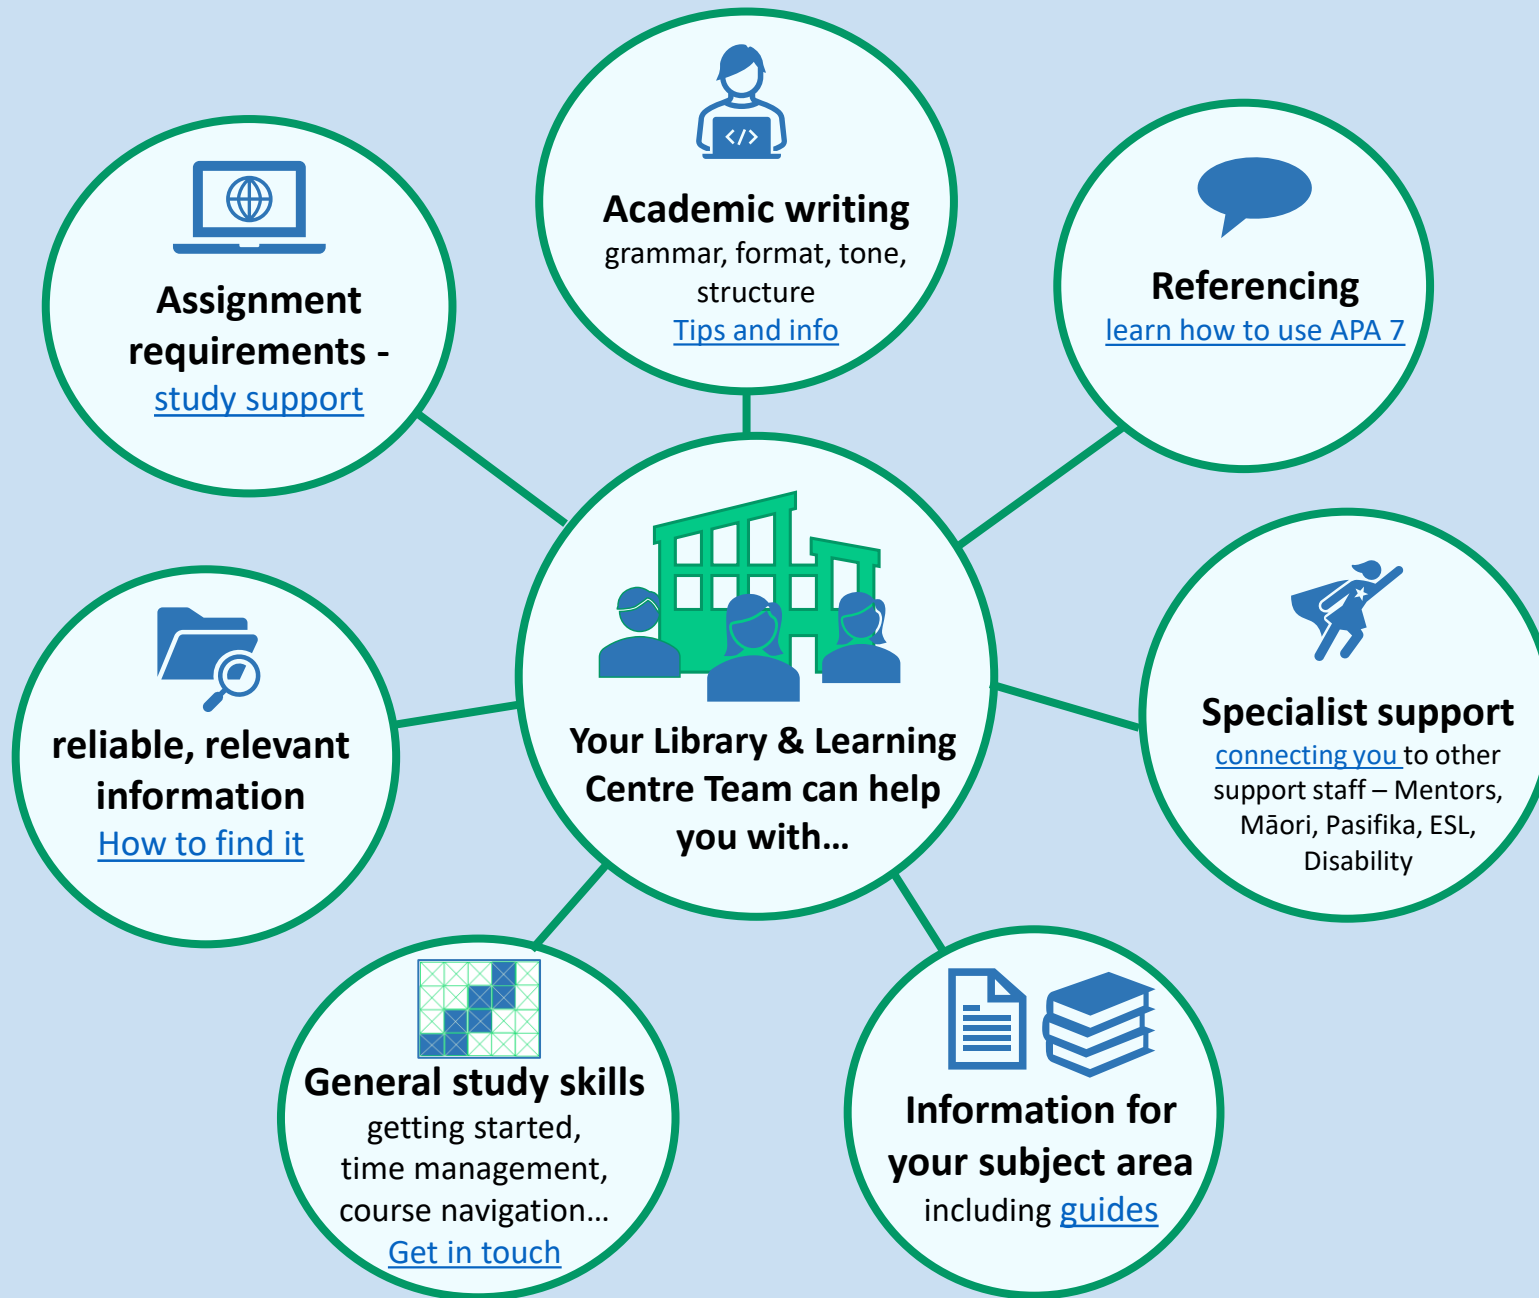 Academic writing
grammar, format, tone,
structure
Tips and info
Assignment
requirements -
study support
Referencing
learn how to use APA 7
Your Library & Learning
Centre Team can help
you with…
reliable, relevant
information
How to find it
Specialist support
connecting you to other
support staff – Mentors,
Māori, Pasifika, ESL,
Disability
General study skills
getting started,
time management,
course navigation…
Get in touch
Information for
your subject area
including guides